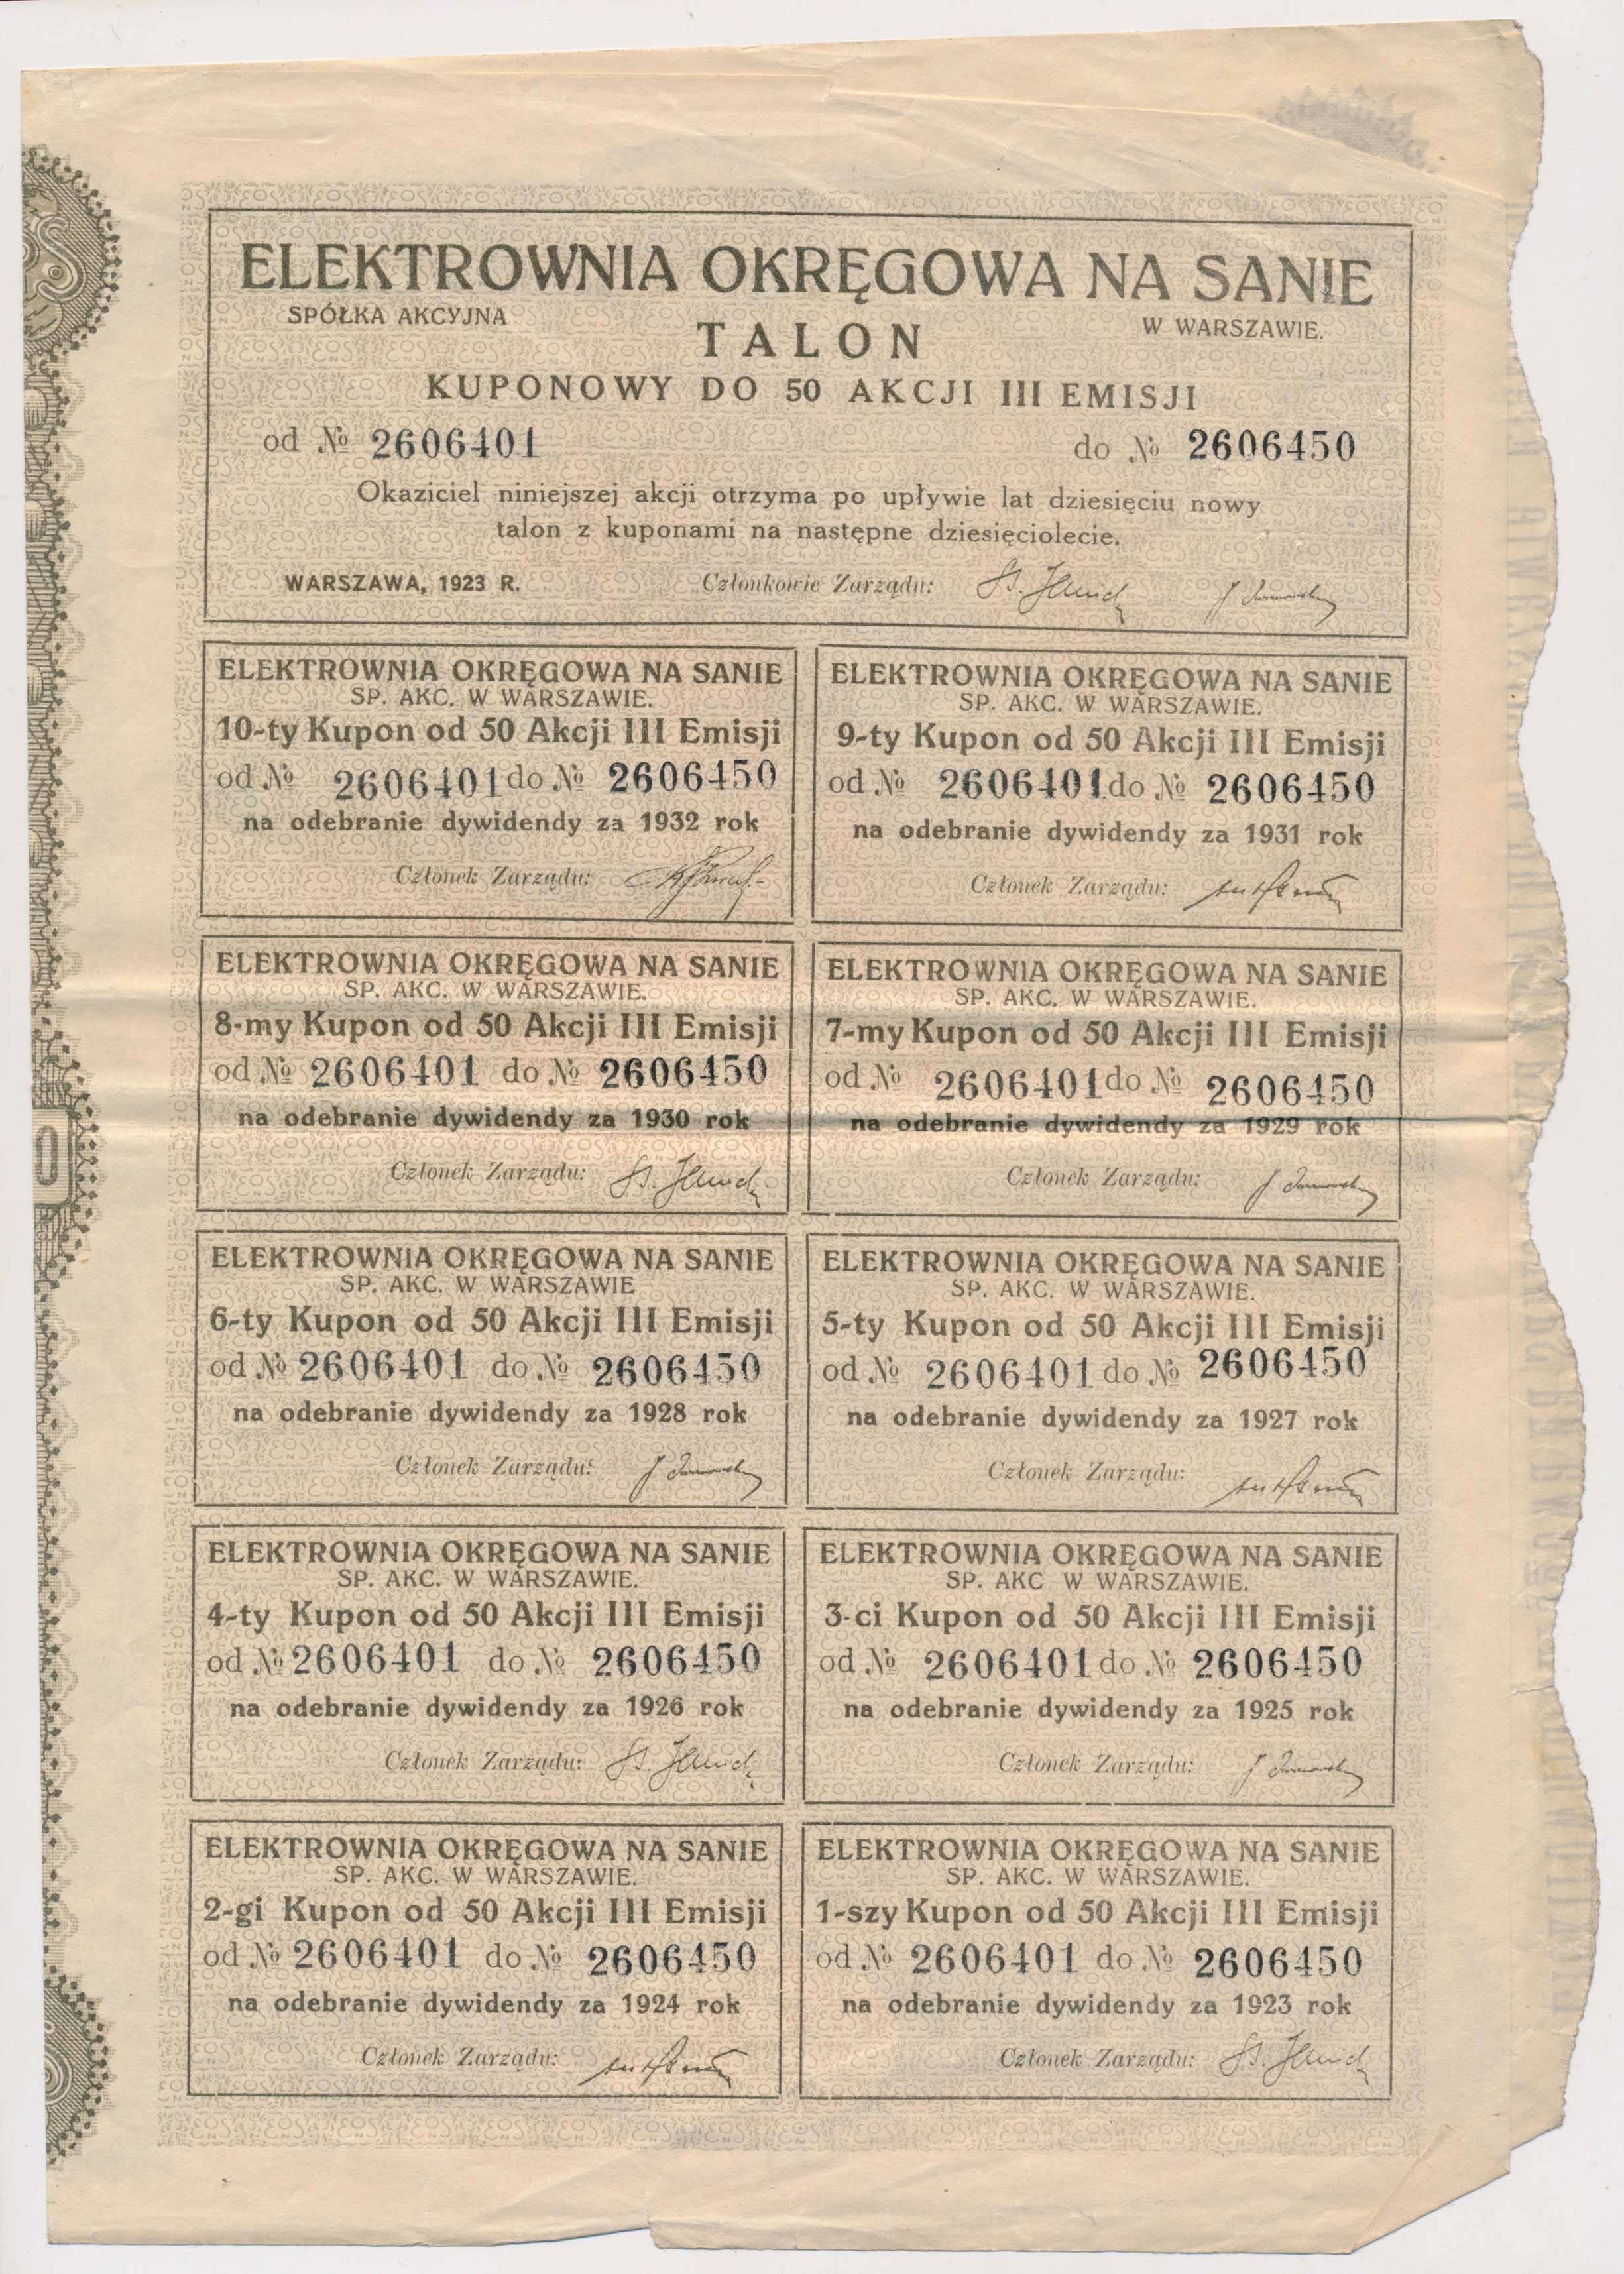 ELEKTROWNIA OKRĘGOWA NA SANIE
SPÓŁKA AKCYJNA
W WARSZAWIE.
TALON
KUPONOWY DO 50 AKCJI III EMISJI
od № 2606401 do № 2606450
Okaziciel niniejszej akcji otrzyma po upływie lat dziesięciu nowy
talon z kuponami na następne dziesięciolecie.
WARSZAWA, 1923 R. Członkowie Zarządu:
ELEKTROWNIA OKRĘGOWA NA SANIE
SP. AKC. W WARSZAWIE.
10-ty Kupon od 50 Akcji III Emisji
od № 2606401 do № 2606450
na odebranie dywidendy za 1932 rok
Członek Zarządu:
ELEKTROWNIA OKRĘGOWA NA SANIE
SP. AKC. W WARSZAWIE.
9-ty Kupon od 50 Akcji III Emisji
od № 2606401 do № 2606450
na odebranie dywidendy za 1931 rok
Członek Zarządu:
ELEKTROWNIA OKRĘGOWA NA SANIE
SP. AKC. W WARSZAWIE.
8-my Kupon od 50 Akcji III Emisji
od № 2606401 do № 2606450
na odebranie dywidendy za 1930 rok
Członek Zarządu:
ELEKTROWNIA OKRĘGOWA NA SANIE
SP. AKC. W WARSZAWIE.
7-my Kupon od 50 Akcji III Emisji
od № 2606401 do № 2606450
na odebranie dywidendy za 1929 rok
Członek Zarządu:
ELEKTROWNIA OKRĘGOWA NA SANIE
SP. AKC. W WARSZAWIE
6-ty Kupon od 50 Akcji III Emisji
od № 2606401 do № 2606450
na odebranie dywidendy za 1928 rok
Członek Zarządu:
ELEKTROWNIA OKRĘGOWA NA SANIE
SP. AKC. W WARSZAWIE.
5-ty Kupon od 50 Akcji III Emisji
od № 2606401 do № 2606450
na odebranie dywidendy za 1927 rok
Członek Zarządu:
ELEKTROWNIA OKRĘGOWA NA SANIE
SP. AKC. W WARSZAWIE.
4-ty Kupon od 50 Akcji III Emisji
od № 2606401 do № 2606450
na odebranie dywidendy za 1926 rok
Członek Zarządu:
ELEKTROWNIA OKRĘGOWA NA SANIE
SP. AKC W WARSZAWIE.
3-ci Kupon od 50 Akcji III Emisji
od № 2606401 do № 2606450
na odebranie dywidendy za 1925 rok
Członek Zarządu:
ELEKTROWNIA OKRĘGOWA NA SANIE
SP. AKC. W WARSZAWIE.
2-gi Kupon od 50 Akcji III Emisji
od № 2606401 do № 2606450
na odebranie dywidendy za 1924 rok
Członek Zarządu:
ELEKTROWNIA OKRĘGOWA NA SANIE
SP. AKC. W WARSZAWIE.
1-szy Kupon od 50 Akcji III Emisji
od № 2606401 do № 2606450
na odebranie dywidendy za 1923 rok
Członek Zarządu: